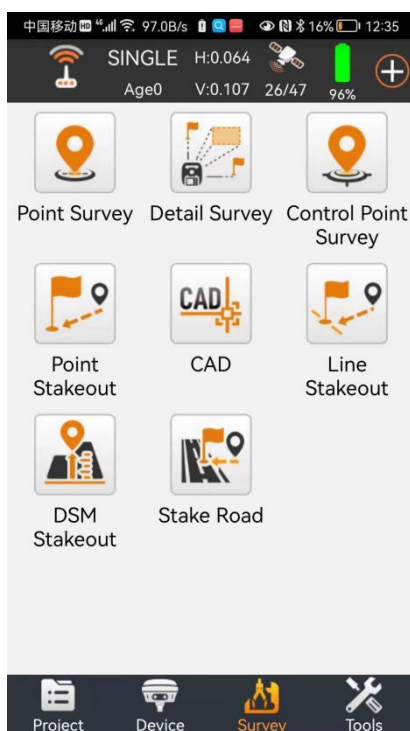 中国移动 HD 4G 97.0B/s 16% 12:35
SINGLE H:0.064
Age0 V:0.107 26/47 96%
Point Survey Detail Survey Control Point
Survey
CAD
Point
Stakeout
CAD
Line
Stakeout
DSM
Stakeout
Stake Road
Project Device Survey Tools